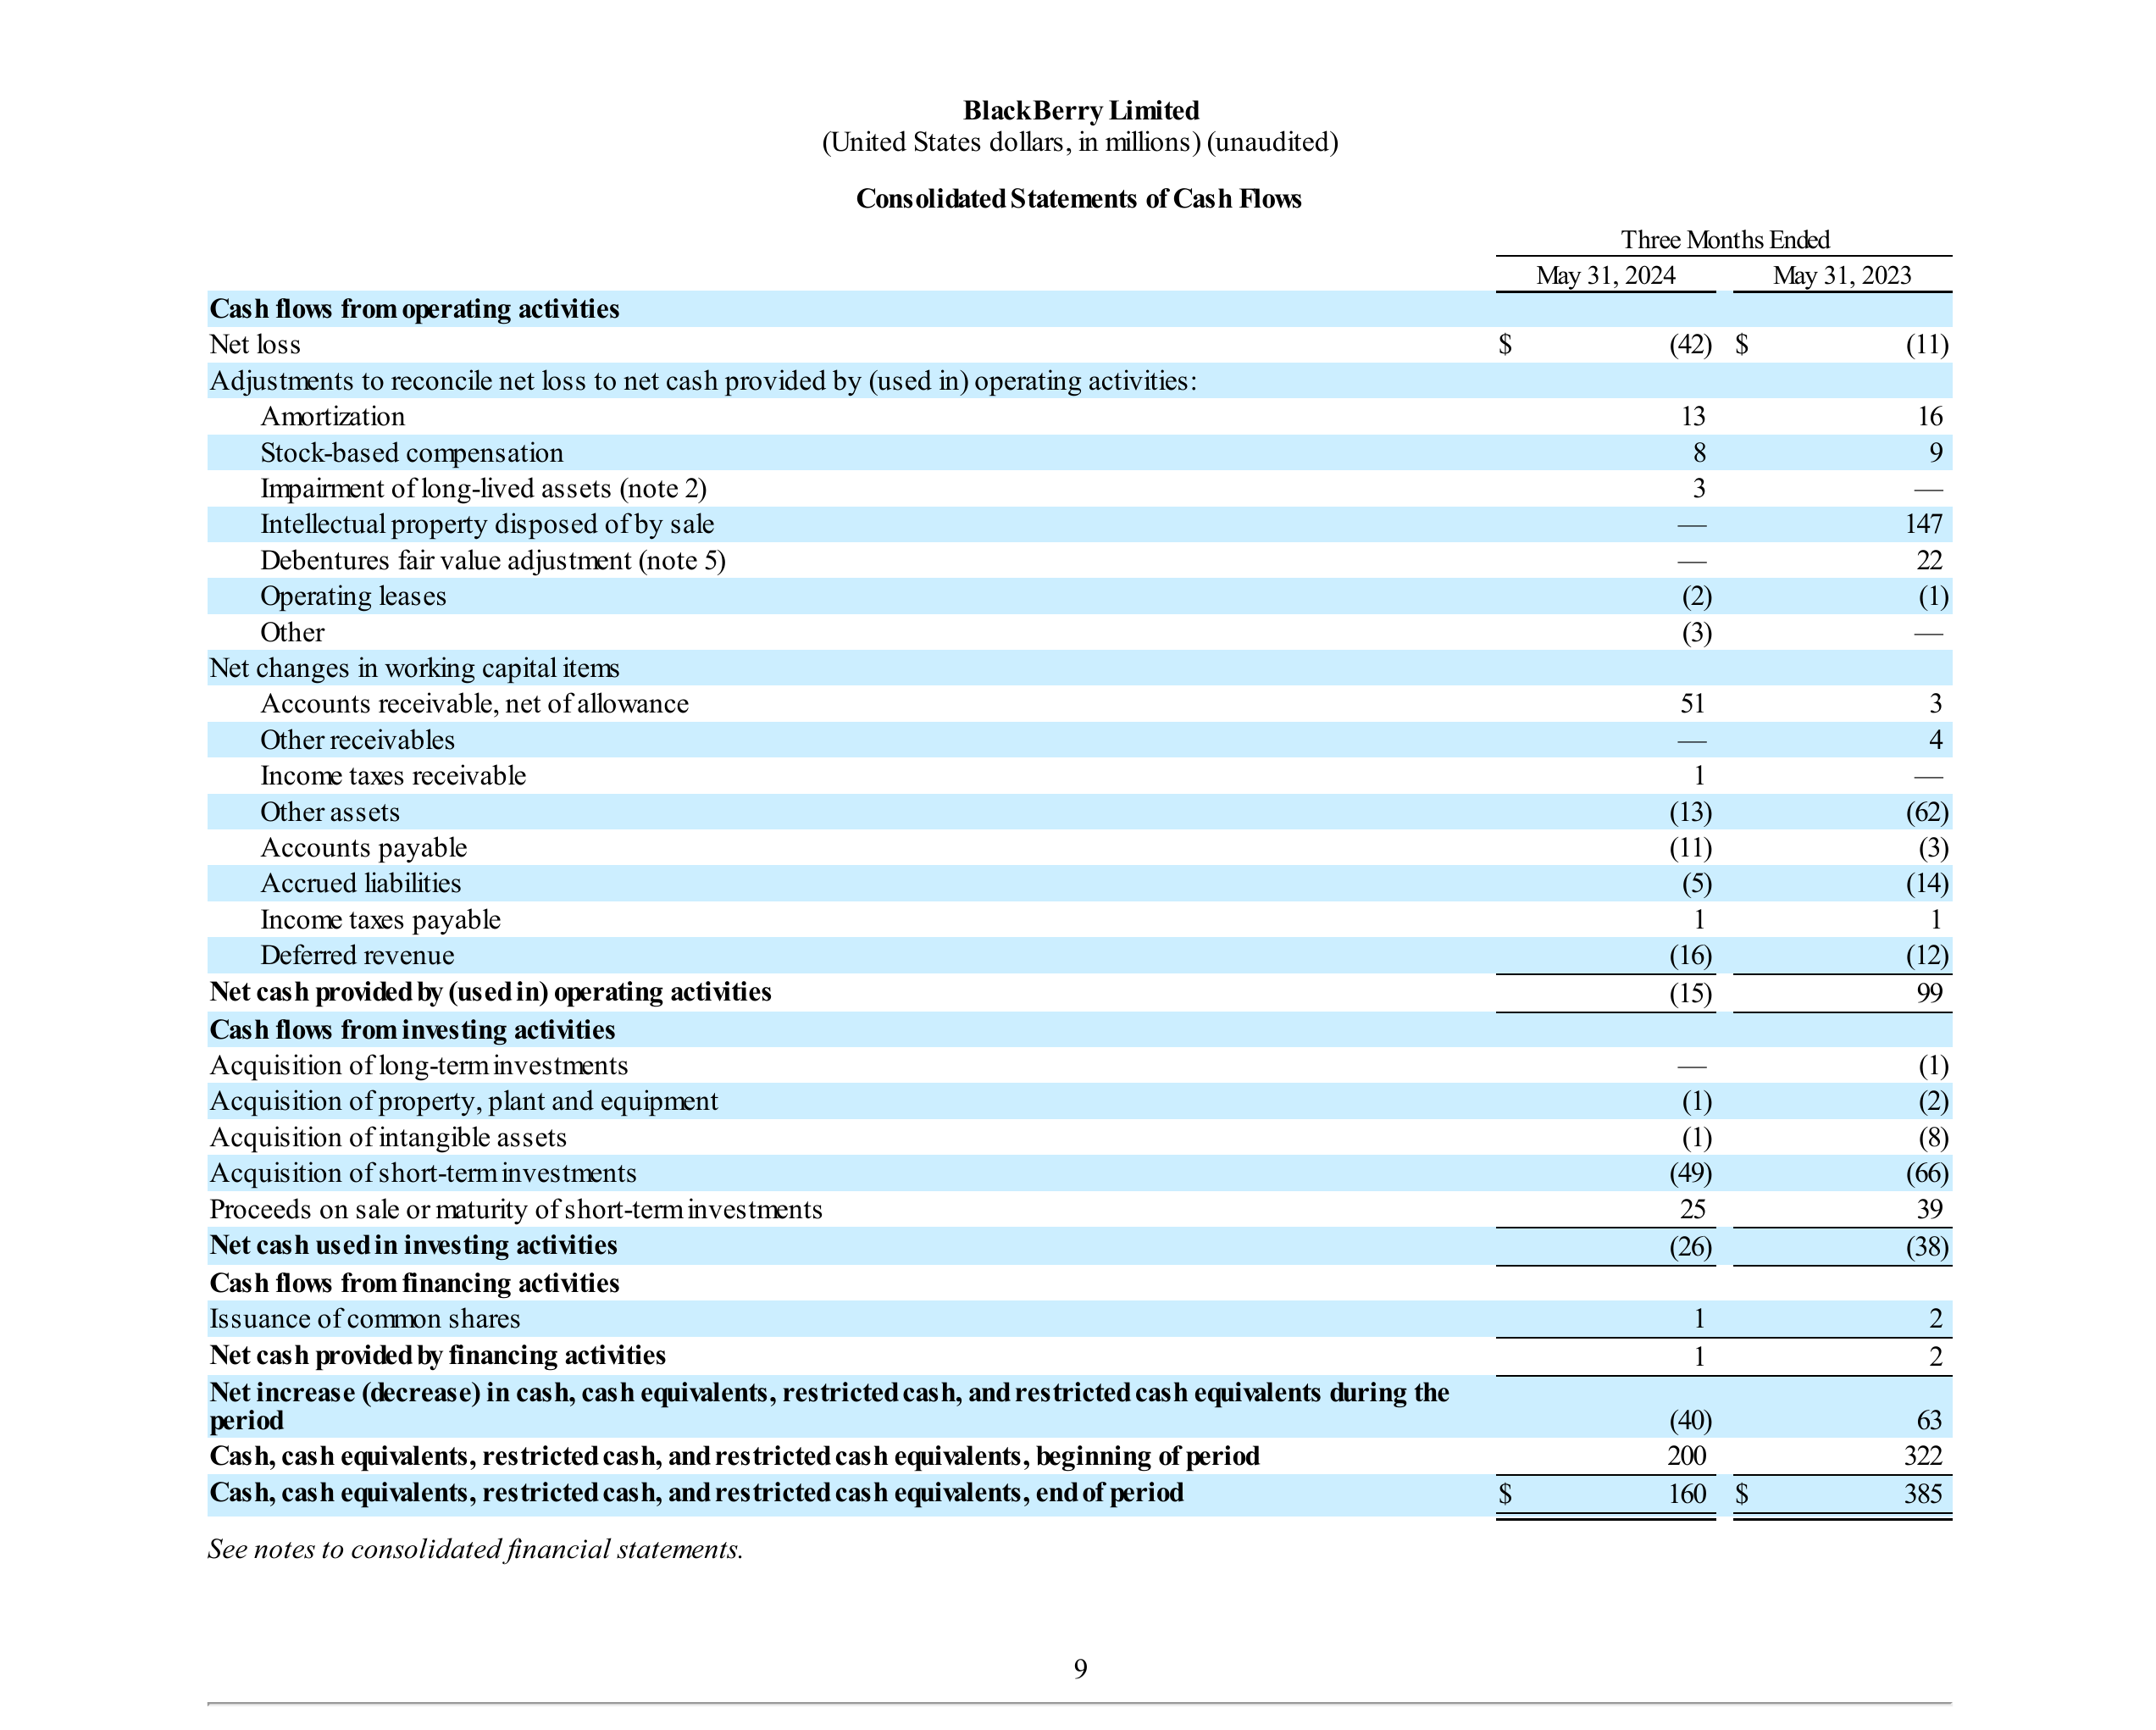 BlackBerry Limited
(United States dollars, in millions) (unaudited)
Consolidated Statements of Cash Flows
Three Months Ended
May 31, 2024 May 31, 2023
Cash flows from operating activities
Net loss $ (42) $ (11)
Adjustments to reconcile net loss to net cash provided by (used in) operating activities:
Amortization 13 16
Stock-based compensation 8 9
Impairment of long-lived assets (note 2) 3 —
Intellectual property disposed of by sale — 147
Debentures fair value adjustment (note 5) — 22
Operating leases (2) (1)
Other (3) —
Net changes in working capital items
Accounts receivable, net of allowance 51 3
Other receivables — 4
Income taxes receivable 1 —
Other assets (13) (62)
Accounts payable (11) (3)
Accrued liabilities (5) (14)
Income taxes payable 1 1
Deferred revenue (16) (12)
Net cash provided by (used in) operating activities (15) 99
Cash flows from investing activities
Acquisition of long-term investments — (1)
Acquisition of property, plant and equipment (1) (2)
Acquisition of intangible assets (1) (8)
Acquisition of short-term investments (49) (66)
Proceeds on sale or maturity of short-term investments 25 39
Net cash used in investing activities (26) (38)
Cash flows from financing activities
Issuance of common shares 1 2
Net cash provided by financing activities 1 2
Net increase (decrease) in cash, cash equivalents, restricted cash, and restricted cash equivalents during the
period (40) 63
Cash, cash equivalents, restricted cash, and restricted cash equivalents, beginning of period 200 322
Cash, cash equivalents, restricted cash, and restricted cash equivalents, end of period $ 160 $ 385
See notes to consolidated financial statements.
9